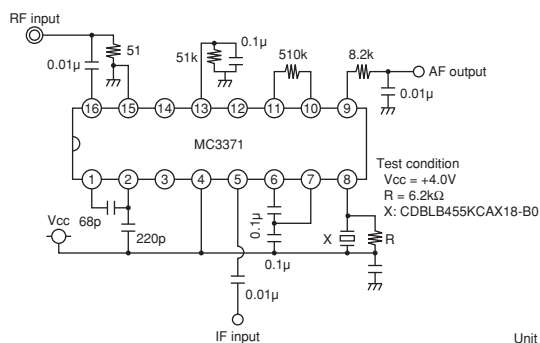 RF input
0.01µ
51
51k
0.1µ
510k
8.2k
AF output
0.01µ
16 15 14 13 12 11 10 9
MC3371
1 2 3 4 5 6 7 8
Test condition
Vcc = +4.0V
R = 6.2kΩ
X: CDBLB455KCAX18-B0
Vcc
68p
220p
0.1µ
0.1µ
X
R
0.01µ
IF input
Unit